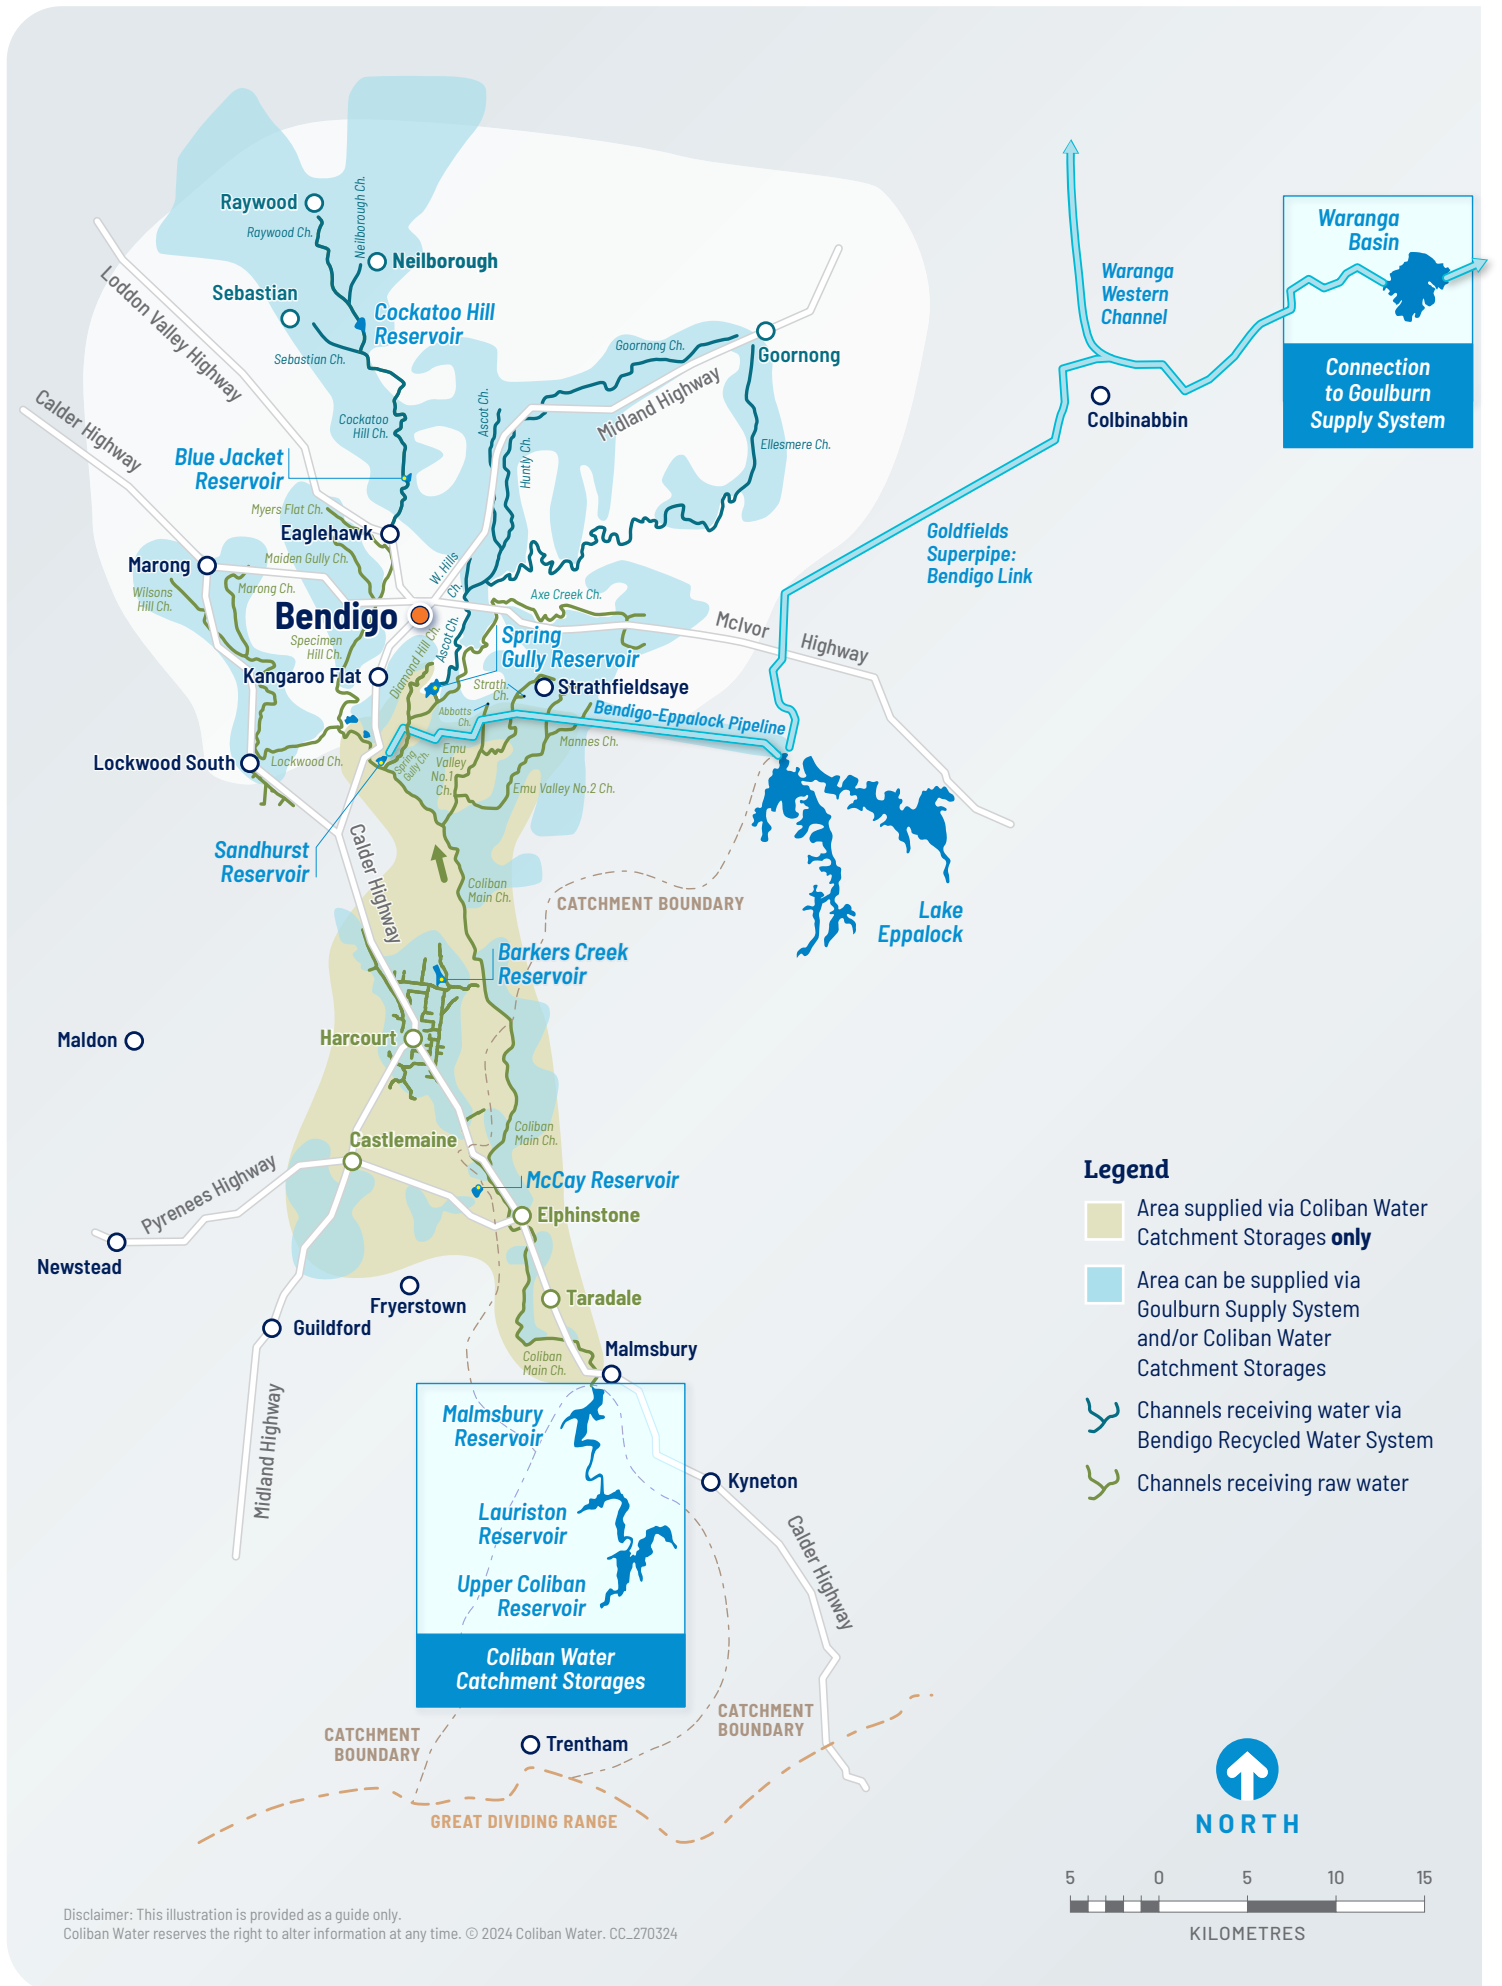 Raywood
Raywood Ch.
Neilborough Ch.
Neilborough
Sebastian
Cockatoo Hill
Reservoir
Sebastian Ch.
Loddon Valley Highway
Calder Highway
Cockatoo
Hill Ch.
Blue Jacket
Reservoir
Myers Flat Ch.
Eaglehawk
Goornong Ch.
Goornong
Midland Highway
Ascot Ch.
Huntly Ch.
Ellesmere Ch.
Waranga
Western
Channel
Waranga
Basin
Connection
to Goulburn
Supply System
Colbinabbin
Goldfields
Superpipe:
Bendigo Link
Marong
Maiden Gully Ch.
Marong Ch.
Wilsons
Hill Ch.
W. Hills
Ch.
Axe Creek Ch.
Bendigo
Specimen
Hill Ch.
Diamond Hill Ch.
Ascot Ch.
Spring
Gully Reservoir
McIvor
Highway
Kangaroo Flat
Strath.
Ch.
Strathfieldsaye
Abbotts
Ch.
Bendigo-Eppalock Pipeline
Mannes Ch.
Lockwood South
Lockwood Ch.
Spring
Gully Ch.
Emu
Valley
No.1
Ch.
Emu Valley No.2 Ch.
Sandhurst
Reservoir
Calder Highway
Coliban
Main Ch.
CATCHMENT BOUNDARY
Lake
Eppalock
Barkers Creek
Reservoir
Maldon
Harcourt
Coliban
Main Ch.
Castlemaine
Pyrenees Highway
McCay Reservoir
Elphinstone
Newstead
Fryerstown
Taradale
Guildford
Coliban
Main Ch.
Malmsbury
Midland Highway
Malmsbury
Reservoir
Kyneton
Lauriston
Reservoir
Calder Highway
Upper Coliban
Reservoir
Coliban Water
Catchment Storages
CATCHMENT
BOUNDARY
CATCHMENT
BOUNDARY
Trentham
GREAT DIVIDING RANGE
Legend
Area supplied via Coliban Water
Catchment Storages only
Area can be supplied via
Goulburn Supply System
and/or Coliban Water
Catchment Storages
Channels receiving water via
Bendigo Recycled Water System
Channels receiving raw water
NORTH
5 0 5 10 15
KILOMETRES
Disclaimer: This illustration is provided as a guide only.
Coliban Water reserves the right to alter information at any time. © 2024 Coliban Water. CC_270324